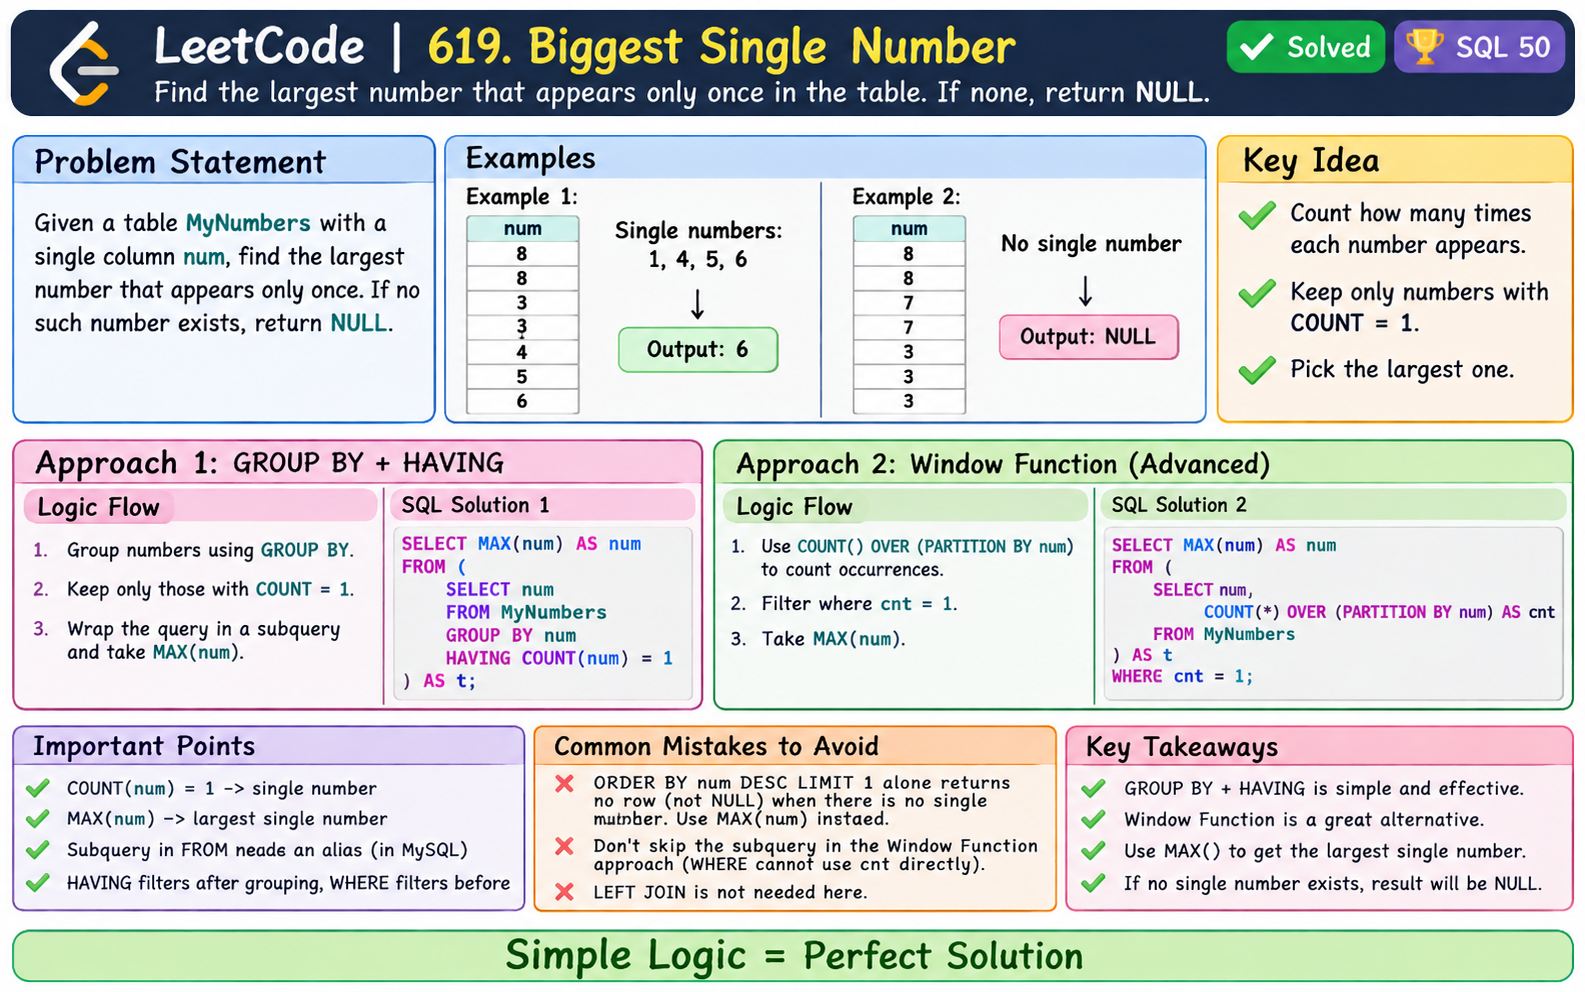 LeetCode | 619. Biggest Single Number
Find the largest number that appears only once in the table. If none, return NULL.
Solved
SQL 50
Problem Statement
Given a table MyNumbers with a
single column num, find the largest
number that appears only once. If no
such number exists, return NULL.
Examples
Example 1:
num
8
8
3
3
4
5
6
Single numbers:
1, 4, 5, 6
↓
Output: 6
Example 2:
num
8
8
7
7
3
3
3
No single number
↓
Output: NULL
Key Idea
Count how many times
each number appears.
Keep only numbers with
COUNT = 1.
Pick the largest one.
Approach 1: GROUP BY + HAVING
Logic Flow
1. Group numbers using GROUP BY.
2. Keep only those with COUNT = 1.
3. Wrap the query in a subquery
and take MAX(num).
SQL Solution 1
SELECT MAX(num) AS num
FROM (
SELECT num
FROM MyNumbers
GROUP BY num
HAVING COUNT(num) = 1
) AS t;
Approach 2: Window Function (Advanced)
Logic Flow
1. Use COUNT() OVER (PARTITION BY num)
to count occurrences.
2. Filter where cnt = 1.
3. Take MAX(num).
SQL Solution 2
SELECT MAX(num) AS num
FROM (
SELECT num,
COUNT(*) OVER (PARTITION BY num) AS cnt
FROM MyNumbers
) AS t
WHERE cnt = 1;
Important Points
COUNT(num) = 1 -> single number
MAX(num) -> largest single number
Subquery in FROM neade an alias (in MySQL)
HAVING filters after grouping, WHERE filters before
Common Mistakes to Avoid
ORDER BY num DESC LIMIT 1 alone returns
no row (not NULL) when there is no single
. Use MAX(num) instaed.
Don't skip the subquery in the Window Function
approach (WHERE cannot use cnt directly).
LEFT JOIN is not needed here.
Key Takeaways
GROUP BY + HAVING is simple and effective.
Window Function is a great alternative.
Use MAX() to get the largest single number.
If no single number exists, result will be NULL.
Simple Logic = Perfect Solution